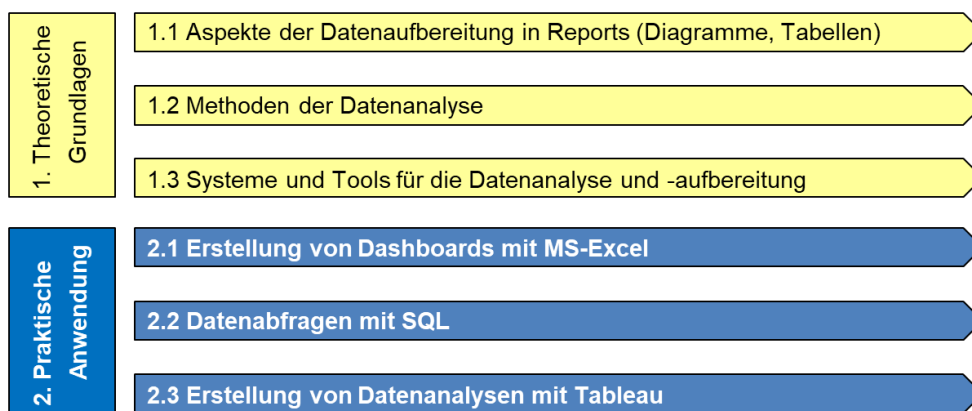 1. Theoretische
Grundlagen
1.1 Aspekte der Datenaufbereitung in Reports (Diagramme, Tabellen)
1.2 Methoden der Datenanalyse
1.3 Systeme und Tools für die Datenanalyse und -aufbereitung
2. Praktische
Anwendung
2.1 Erstellung von Dashboards mit MS-Excel
2.2 Datenabfragen mit SQL
2.3 Erstellung von Datenanalysen mit Tableau